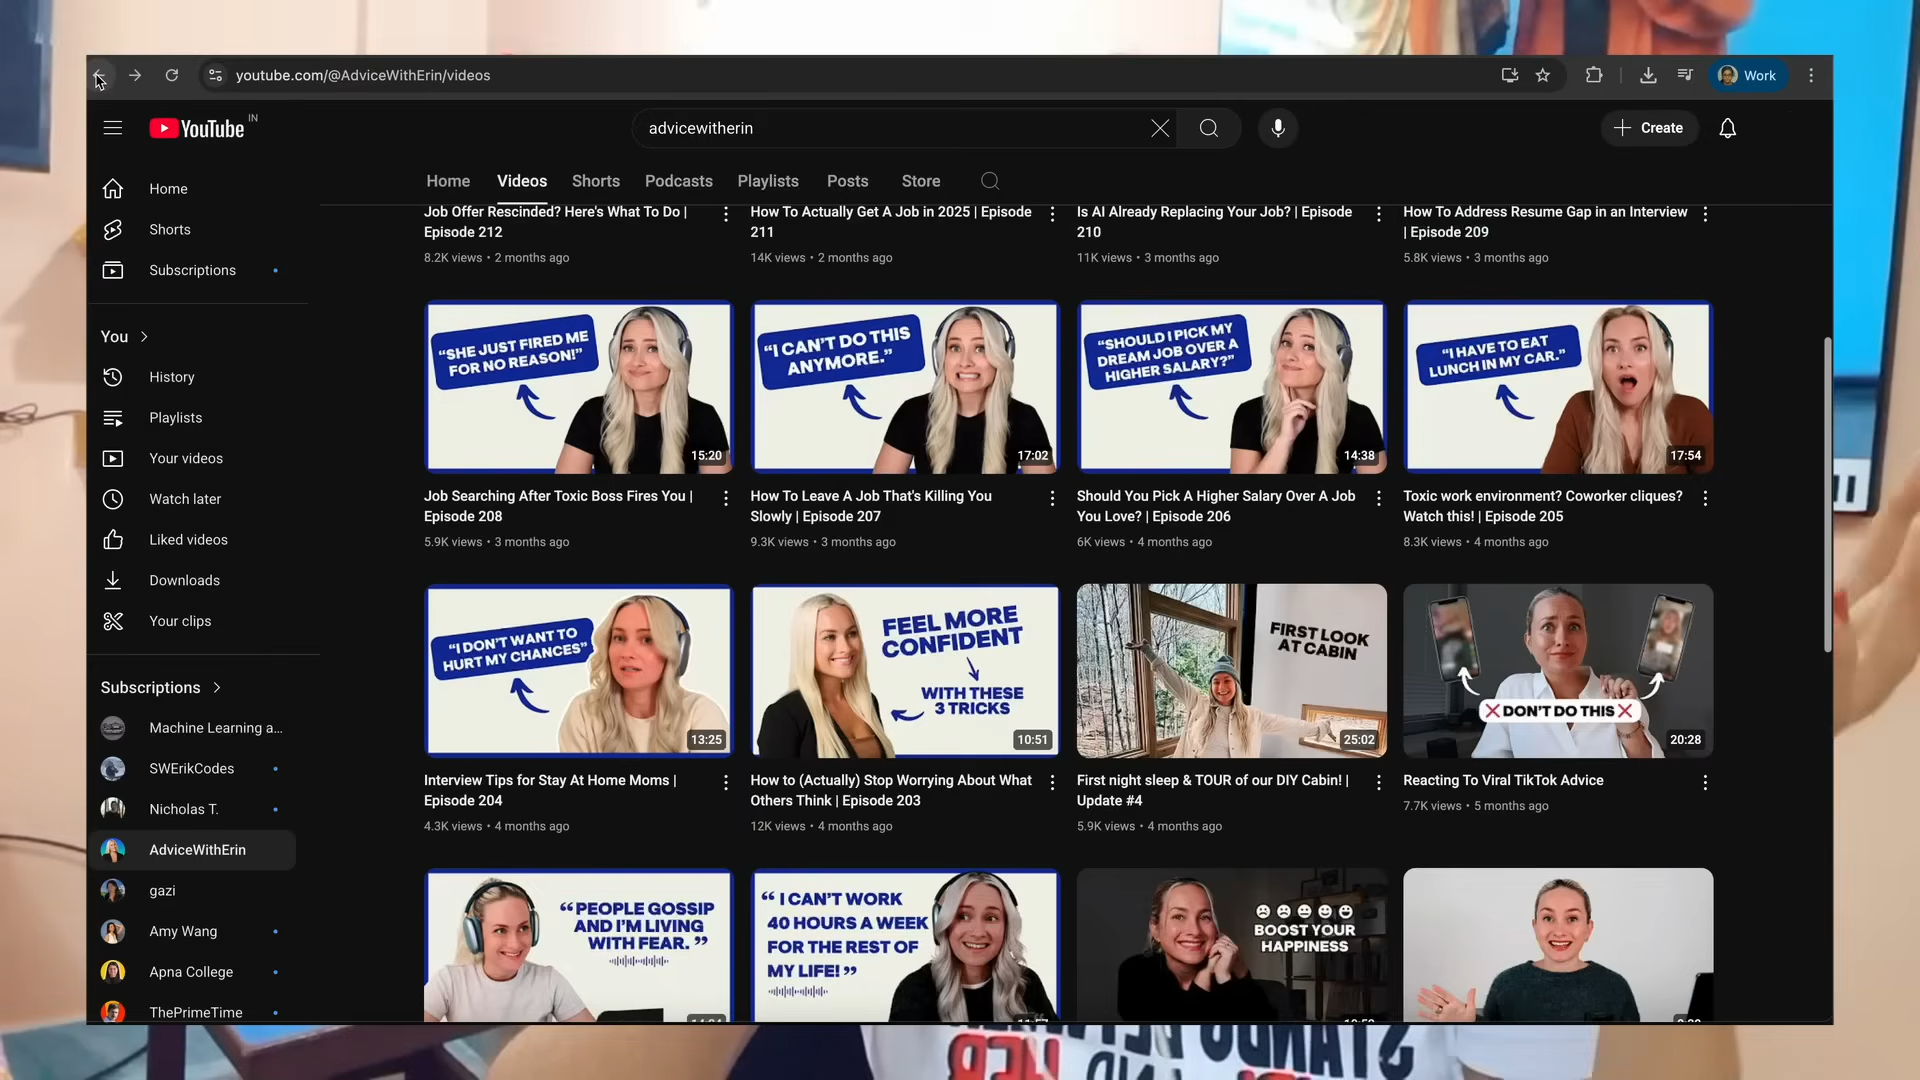 youtube.com/@AdviceWithErin/videos
Work
YouTube
IN
advicewitherin
Create
Home
Shorts
Subscriptions
You
History
Playlists
Your videos
Watch later
Liked videos
Downloads
Your clips
Subscriptions
Machine Learning a...
SWErikCodes
Nicholas T.
AdviceWithErin
gazi
Amy Wang
Apna College
ThePrimeTime
Home
Videos
Shorts
Podcasts
Playlists
Posts
Store
Job Offer Rescinded? Here's What To Do |
Episode 212
8.2K views • 2 months ago
How To Actually Get A Job in 2025 | Episode
211
14K views • 2 months ago
Is AI Already Replacing Your Job? | Episode
210
11K views • 3 months ago
How To Address Resume Gap in an Interview
| Episode 209
5.8K views • 3 months ago
"SHE JUST FIRED ME
FOR NO REASON!"
15:20
Job Searching After Toxic Boss Fires You |
Episode 208
5.9K views • 3 months ago
"I CAN'T DO THIS
ANYMORE."
17:02
How To Leave A Job That's Killing You
Slowly | Episode 207
9.3K views • 3 months ago
"SHOULD I PICK MY
DREAM JOB OVER A
HIGHER SALARY?"
14:38
Should You Pick A Higher Salary Over A Job
You Love? | Episode 206
6K views • 4 months ago
"I HAVE TO EAT
LUNCH IN MY CAR."
17:54
Toxic work environment? Coworker cliques?
Watch this! | Episode 205
8.3K views • 4 months ago
"I DON'T WANT TO
HURT MY CHANCES"
13:25
Interview Tips for Stay At Home Moms |
Episode 204
4.3K views • 4 months ago
FEEL MORE
CONFIDENT
WITH THESE
3 TRICKS
10:51
How to (Actually) Stop Worrying About What
Others Think | Episode 203
12K views • 4 months ago
FIRST LOOK
AT CABIN
25:02
First night sleep & TOUR of our DIY Cabin! |
Update #4
5.9K views • 4 months ago
DON'T DO THIS
20:28
Reacting To Viral TikTok Advice
7.7K views • 5 months ago
"PEOPLE GOSSIP
AND I'M LIVING
WITH FEAR."
"I CAN'T WORK
40 HOURS A WEEK
FOR THE REST OF
MY LIFE!"
BOOST YOUR
HAPPINESS